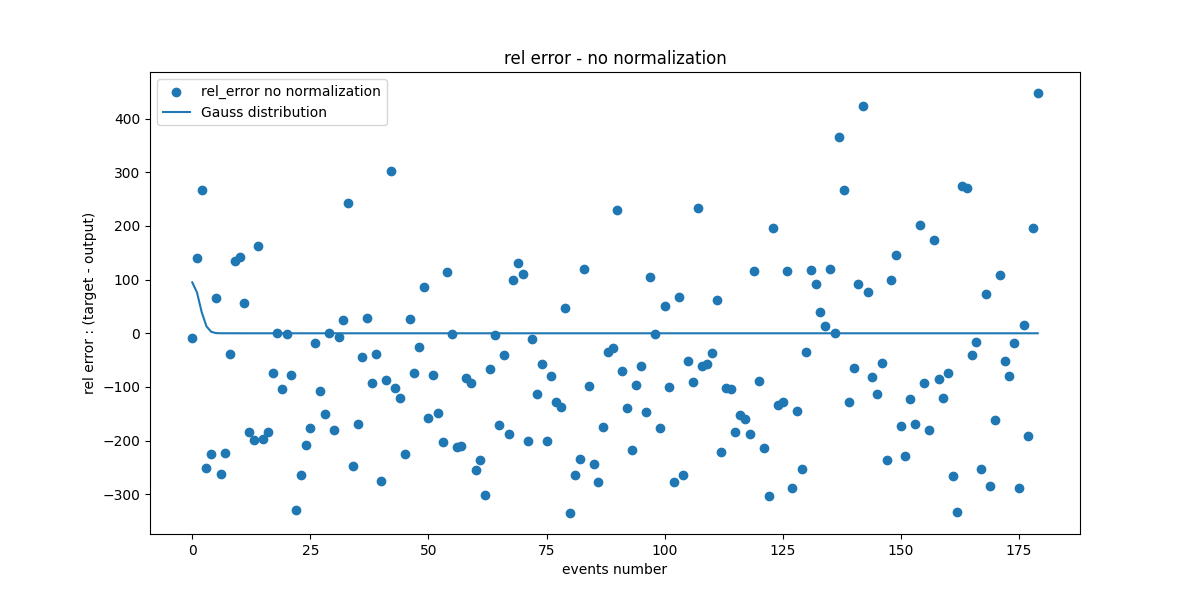 rel error - no normalization
rel_error no normalization
Gauss distribution
rel error : (target - output)
400
300
200
100
0
−100
−200
−300
0 25 50 75 100 125 150 175
events number